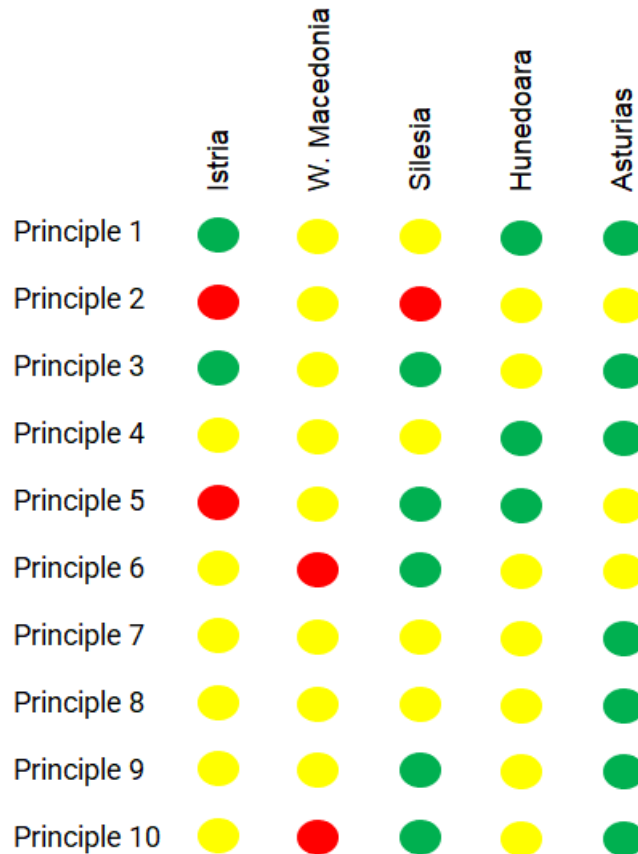 Istria
W. Macedonia
Silesia
Hunedoara
Asturias
Principle 1
Principle 2
Principle 3
Principle 4
Principle 5
Principle 6
Principle 7
Principle 8
Principle 9
Principle 10